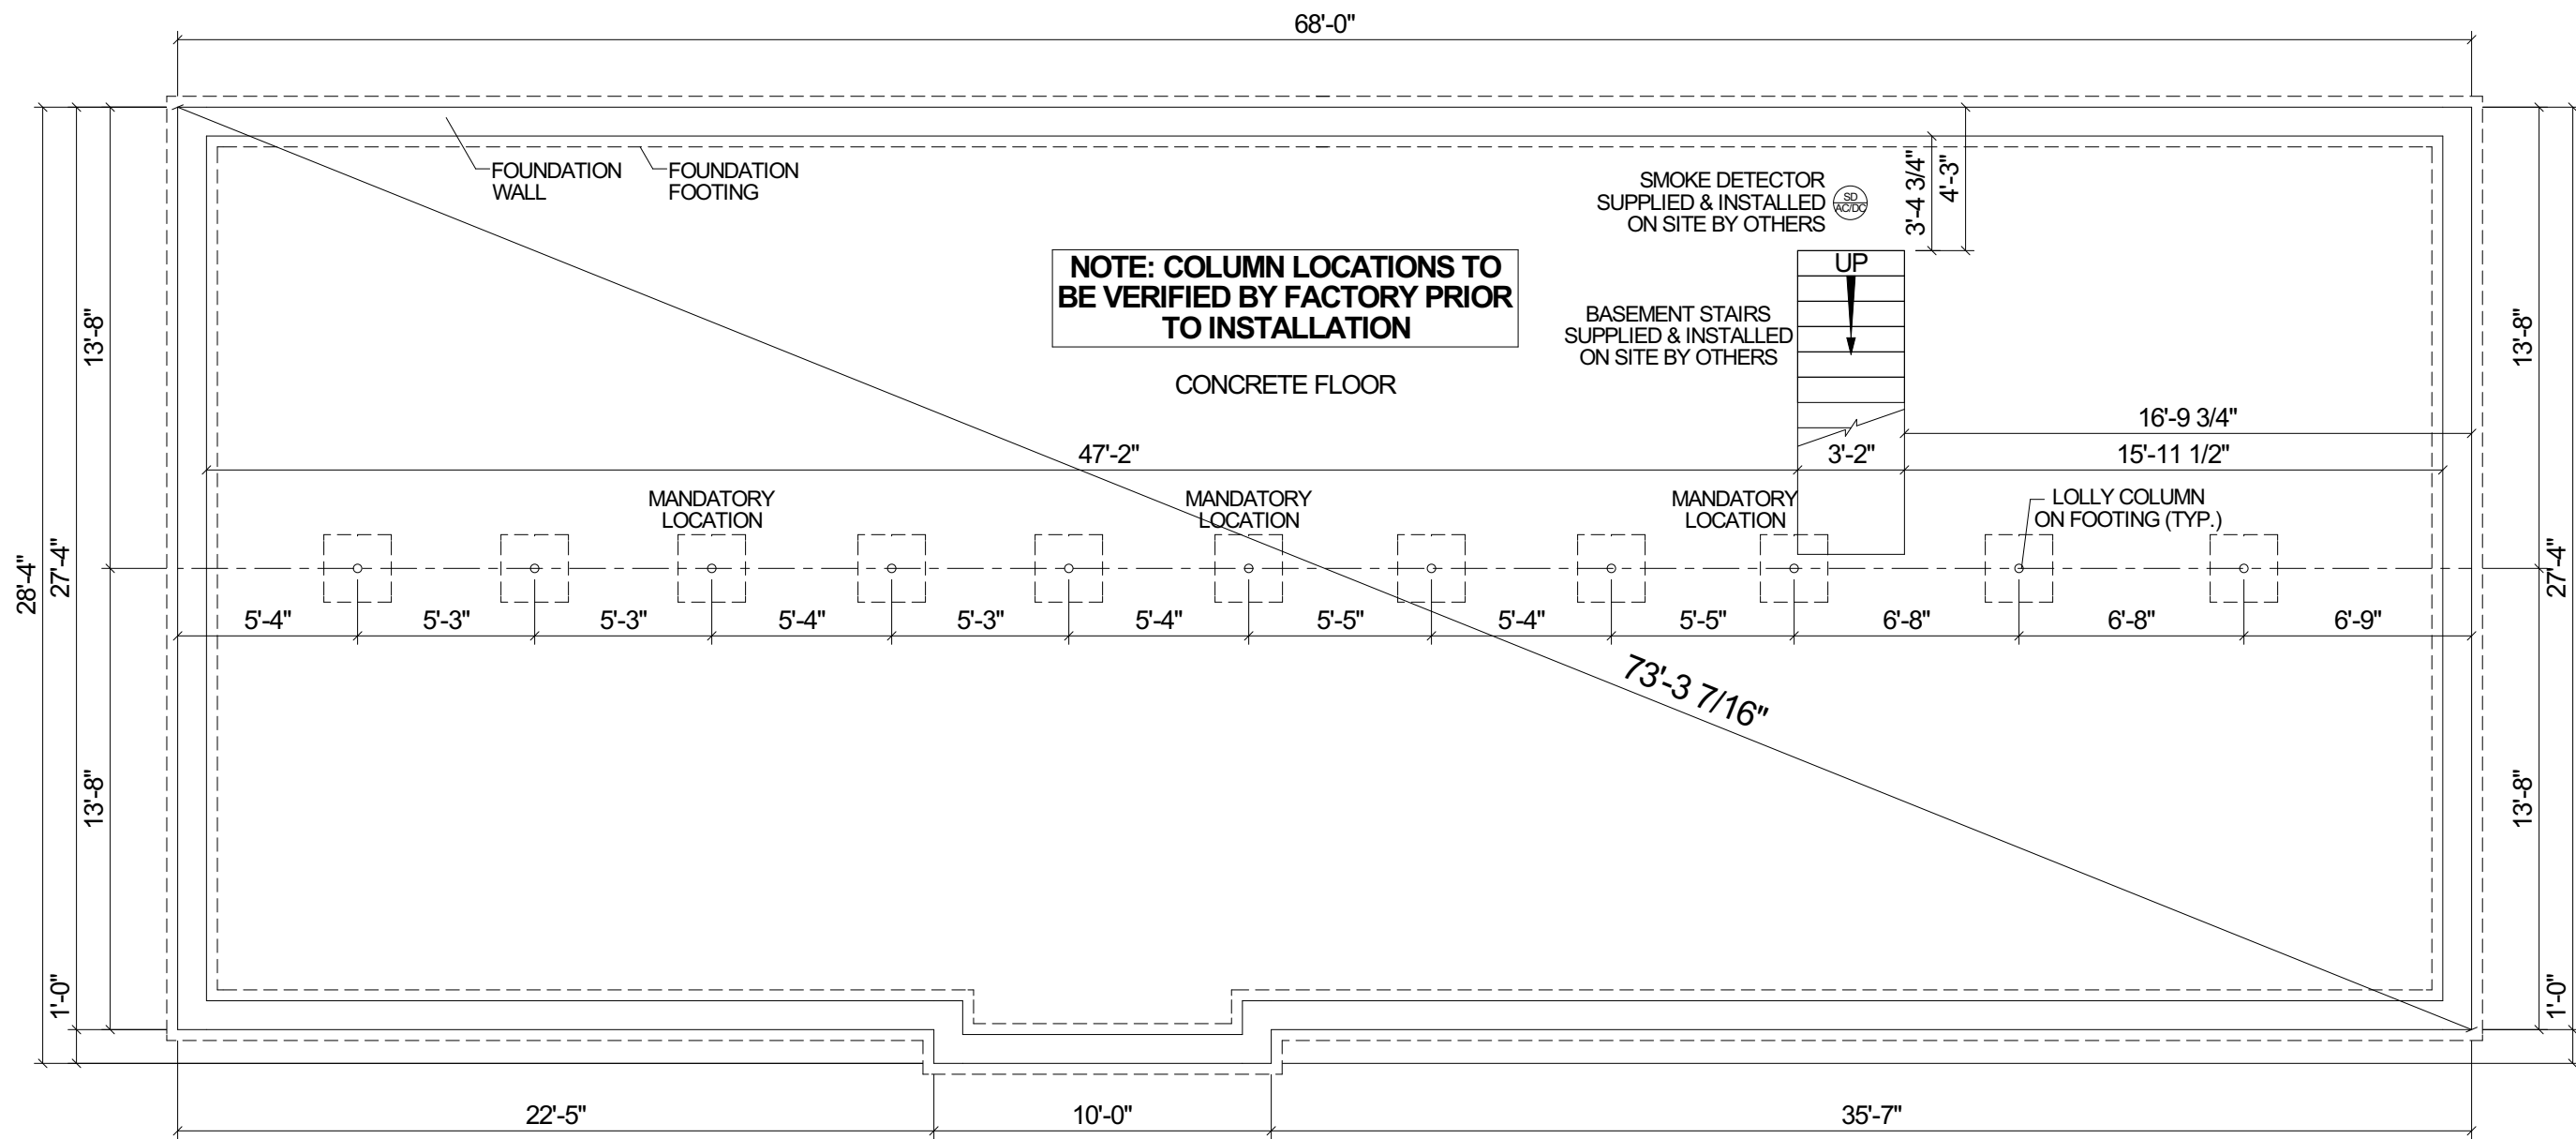 68'-0"
FOUNDATION
WALL
FOUNDATION
FOOTING
SMOKE DETECTOR
SUPPLIED & INSTALLED
ON SITE BY OTHERS
SD
AC/DC
3'-4 3/4"
4'-3"
NOTE: COLUMN LOCATIONS TO
BE VERIFIED BY FACTORY PRIOR
TO INSTALLATION
UP
BASEMENT STAIRS
SUPPLIED & INSTALLED
ON SITE BY OTHERS
CONCRETE FLOOR
13'-8"
13'-8"
16'-9 3/4"
47'-2"
3'-2"
15'-11 1/2"
MANDATORY
LOCATION
MANDATORY
LOCATION
MANDATORY
LOCATION
LOLLY COLUMN
ON FOOTING (TYP.)
28'-4"
27'-4"
27'-4"
5'-4"
5'-3"
5'-3"
5'-4"
5'-3"
5'-4"
5'-5"
5'-4"
5'-5"
6'-8"
6'-8"
6'-9"
73'-3 7/16"
13'-8"
13'-8"
1'-0"
1'-0"
22'-5"
10'-0"
35'-7"